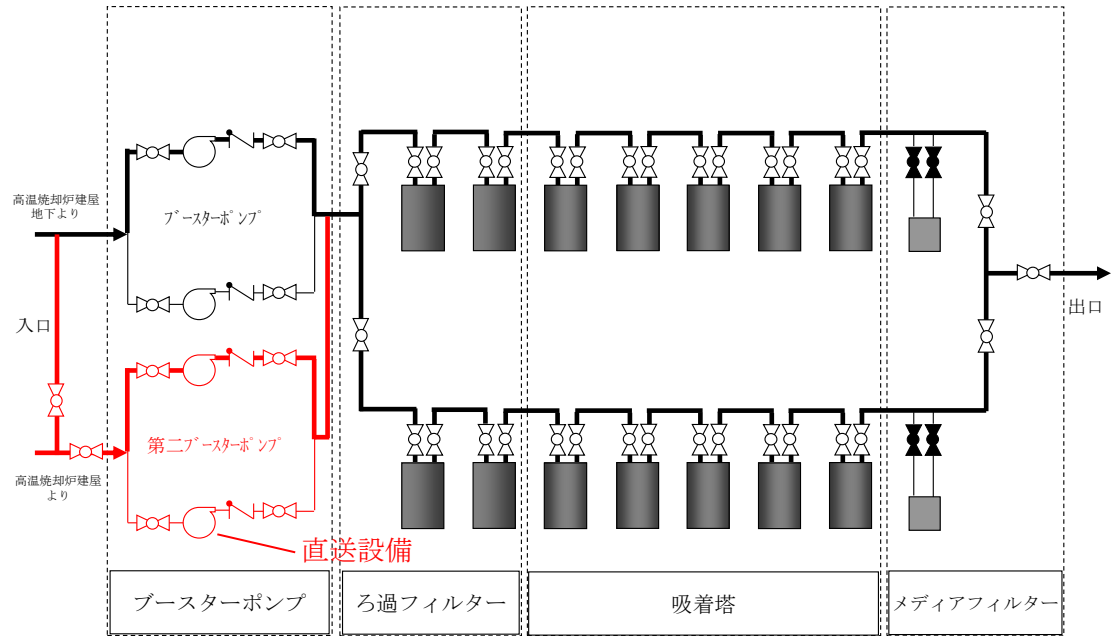 高温焼却炉建屋
地下より
ブースターポンプ
入口
出口
第二ブースターポンプ
高温焼却炉建屋
より
直送設備
ブースターポンプ
ろ過フィルター
吸着塔
メディアフィルター